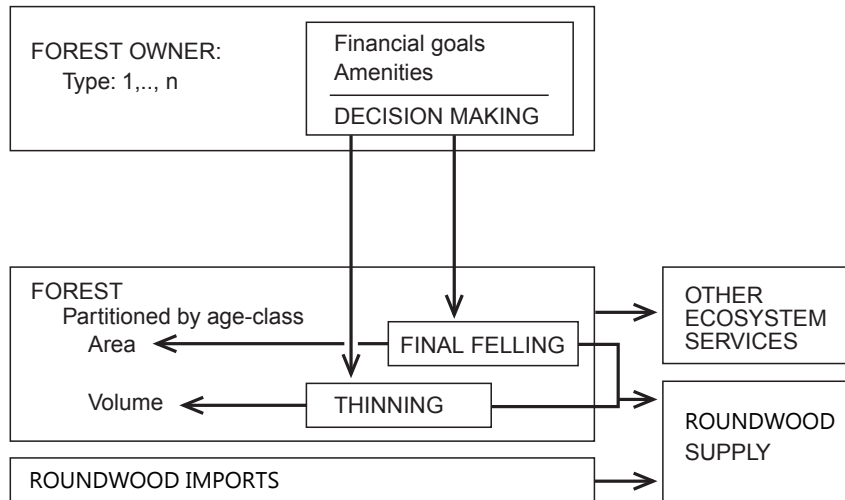 FOREST OWNER:
Type: 1,.., n
Financial goals
Amenities
DECISION MAKING
FOREST
Partitioned by age-class
Area
FINAL FELLING
Volume
THINNING
OTHER
ECOSYSTEM
SERVICES
ROUNDWOOD
SUPPLY
ROUNDWOOD IMPORTS